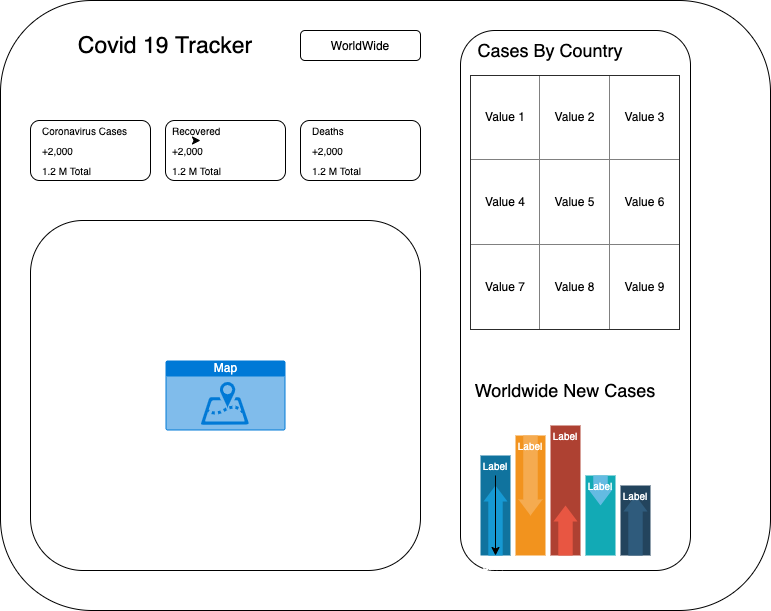 Covid 19 Tracker
WorldWide
Coronavirus Cases
+2,000
1.2 M Total
Recovered
+2,000
1.2 M Total
Deaths
+2,000
1.2 M Total
Map
Cases By Country
Value 1 Value 2 Value 3
Value 4 Value 5 Value 6
Value 7 Value 8 Value 9
Worldwide New Cases
Label
Label
Label
Label
Label